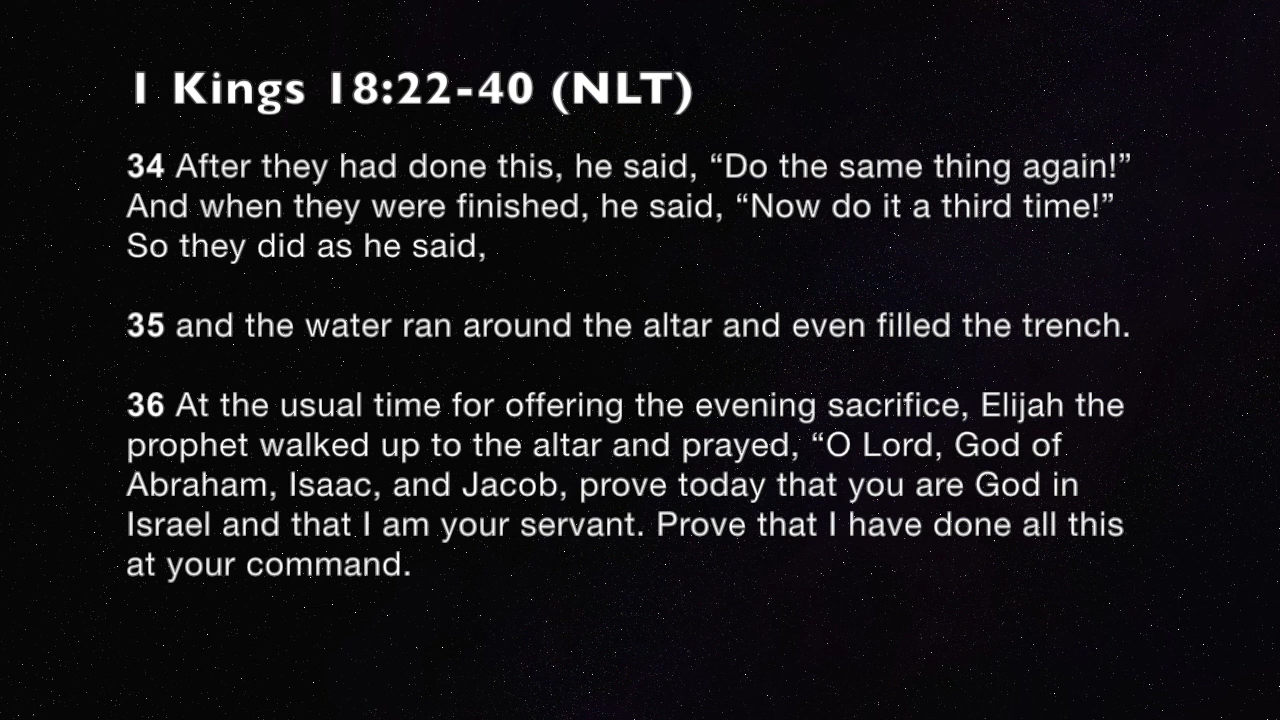 1 Kings 18:22-40 (NLT)
34 After they had done this, he said, “Do the same thing again!”
And when they were finished, he said, “Now do it a third time!”
So they did as he said,
35 and the water ran around the altar and even filled the trench.
36 At the usual time for offering the evening sacrifice, Elijah the
prophet walked up to the altar and prayed, “O Lord, God of
Abraham, Isaac, and Jacob, prove today that you are God in
Israel and that I am your servant. Prove that I have done all this
at your command.